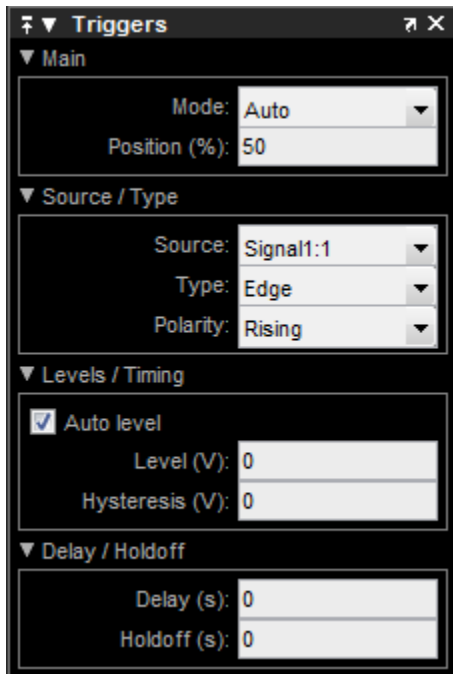 Triggers
Main
Mode: Auto
Position (%): 50
Source / Type
Source: Signal1:1
Type: Edge
Polarity: Rising
Levels / Timing
Auto level
Level (V): 0
Hysteresis (V): 0
Delay / Holdoff
Delay (s): 0
Holdoff (s): 0